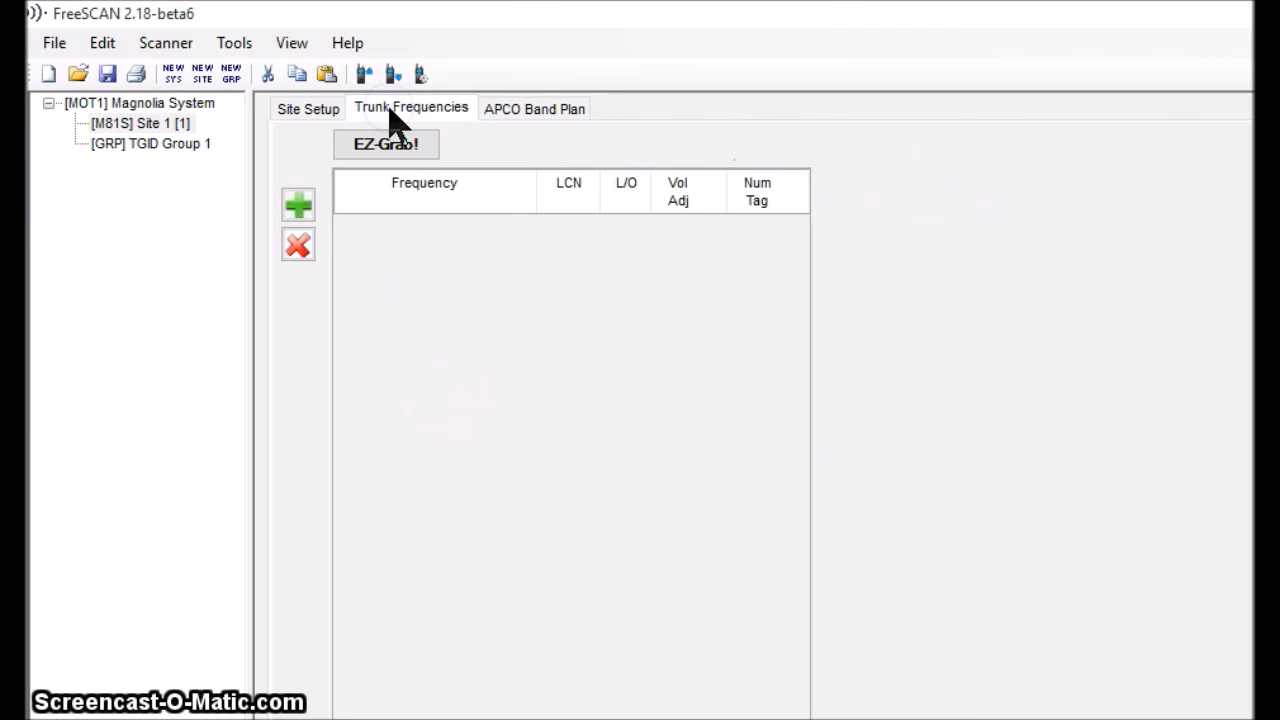 FreeSCAN 2.18-beta6
File Edit Scanner Tools View Help
NEW SYS NEW SITE NEW GRP
[MOT1] Magnolia System
[M81S] Site 1 [1]
[GRP] TGID Group 1
Site Setup Trunk Frequencies APCO Band Plan
EZ-Grab!
Frequency LCN L/O Vol Adj Num Tag
Screencast-O-Matic.com